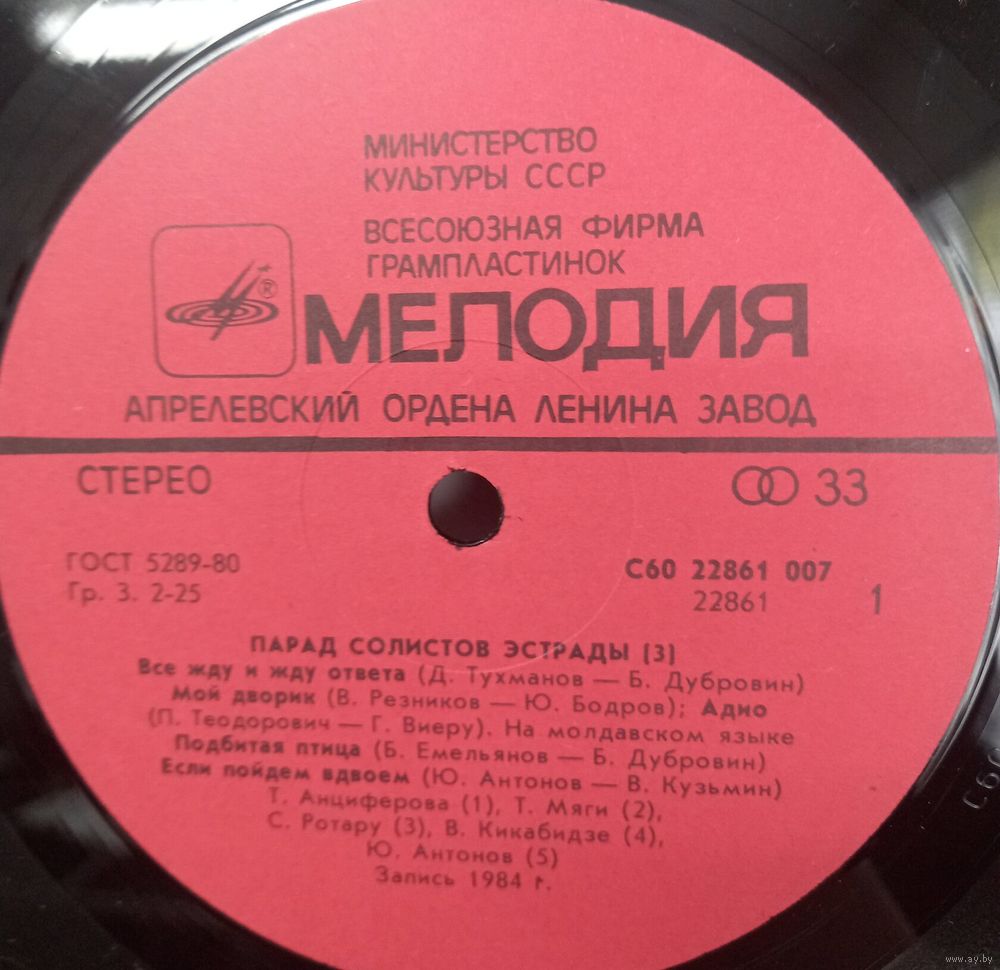 МИНИСТЕРСТВО
КУЛЬТУРЫ СССР
ВСЕСОЮЗНАЯ ФИРМА
ГРАМПЛАСТИНОК
®
МЕЛОДИЯ
АПРЕЛЕВСКИЙ ОРДЕНА ЛЕНИНА ЗАВОД
СТЕРЕО
33
ГОСТ 5289-80
Гр. 3. 2-25
С60 22861 007
22861
1
ПАРАД СОЛИСТОВ ЭСТРАДЫ (3)
Все жду и жду ответа (Д. Тухманов — Б. Дубровин)
Мой дворик (В. Резников — Ю. Бодров); Адио
(П. Теодорович — Г. Виеру). На молдавском языке
Подбитая птица (Б. Емельянов — Б. Дубровин)
Если пойдем вдвоем (Ю. Антонов — В. Кузьмин)
Т. Анциферова (1), Т. Мяги (2),
С. Ротару (3), В. Кикабидзе (4),
Ю. Антонов (5)
Запись 1984 г.
www.ay.by